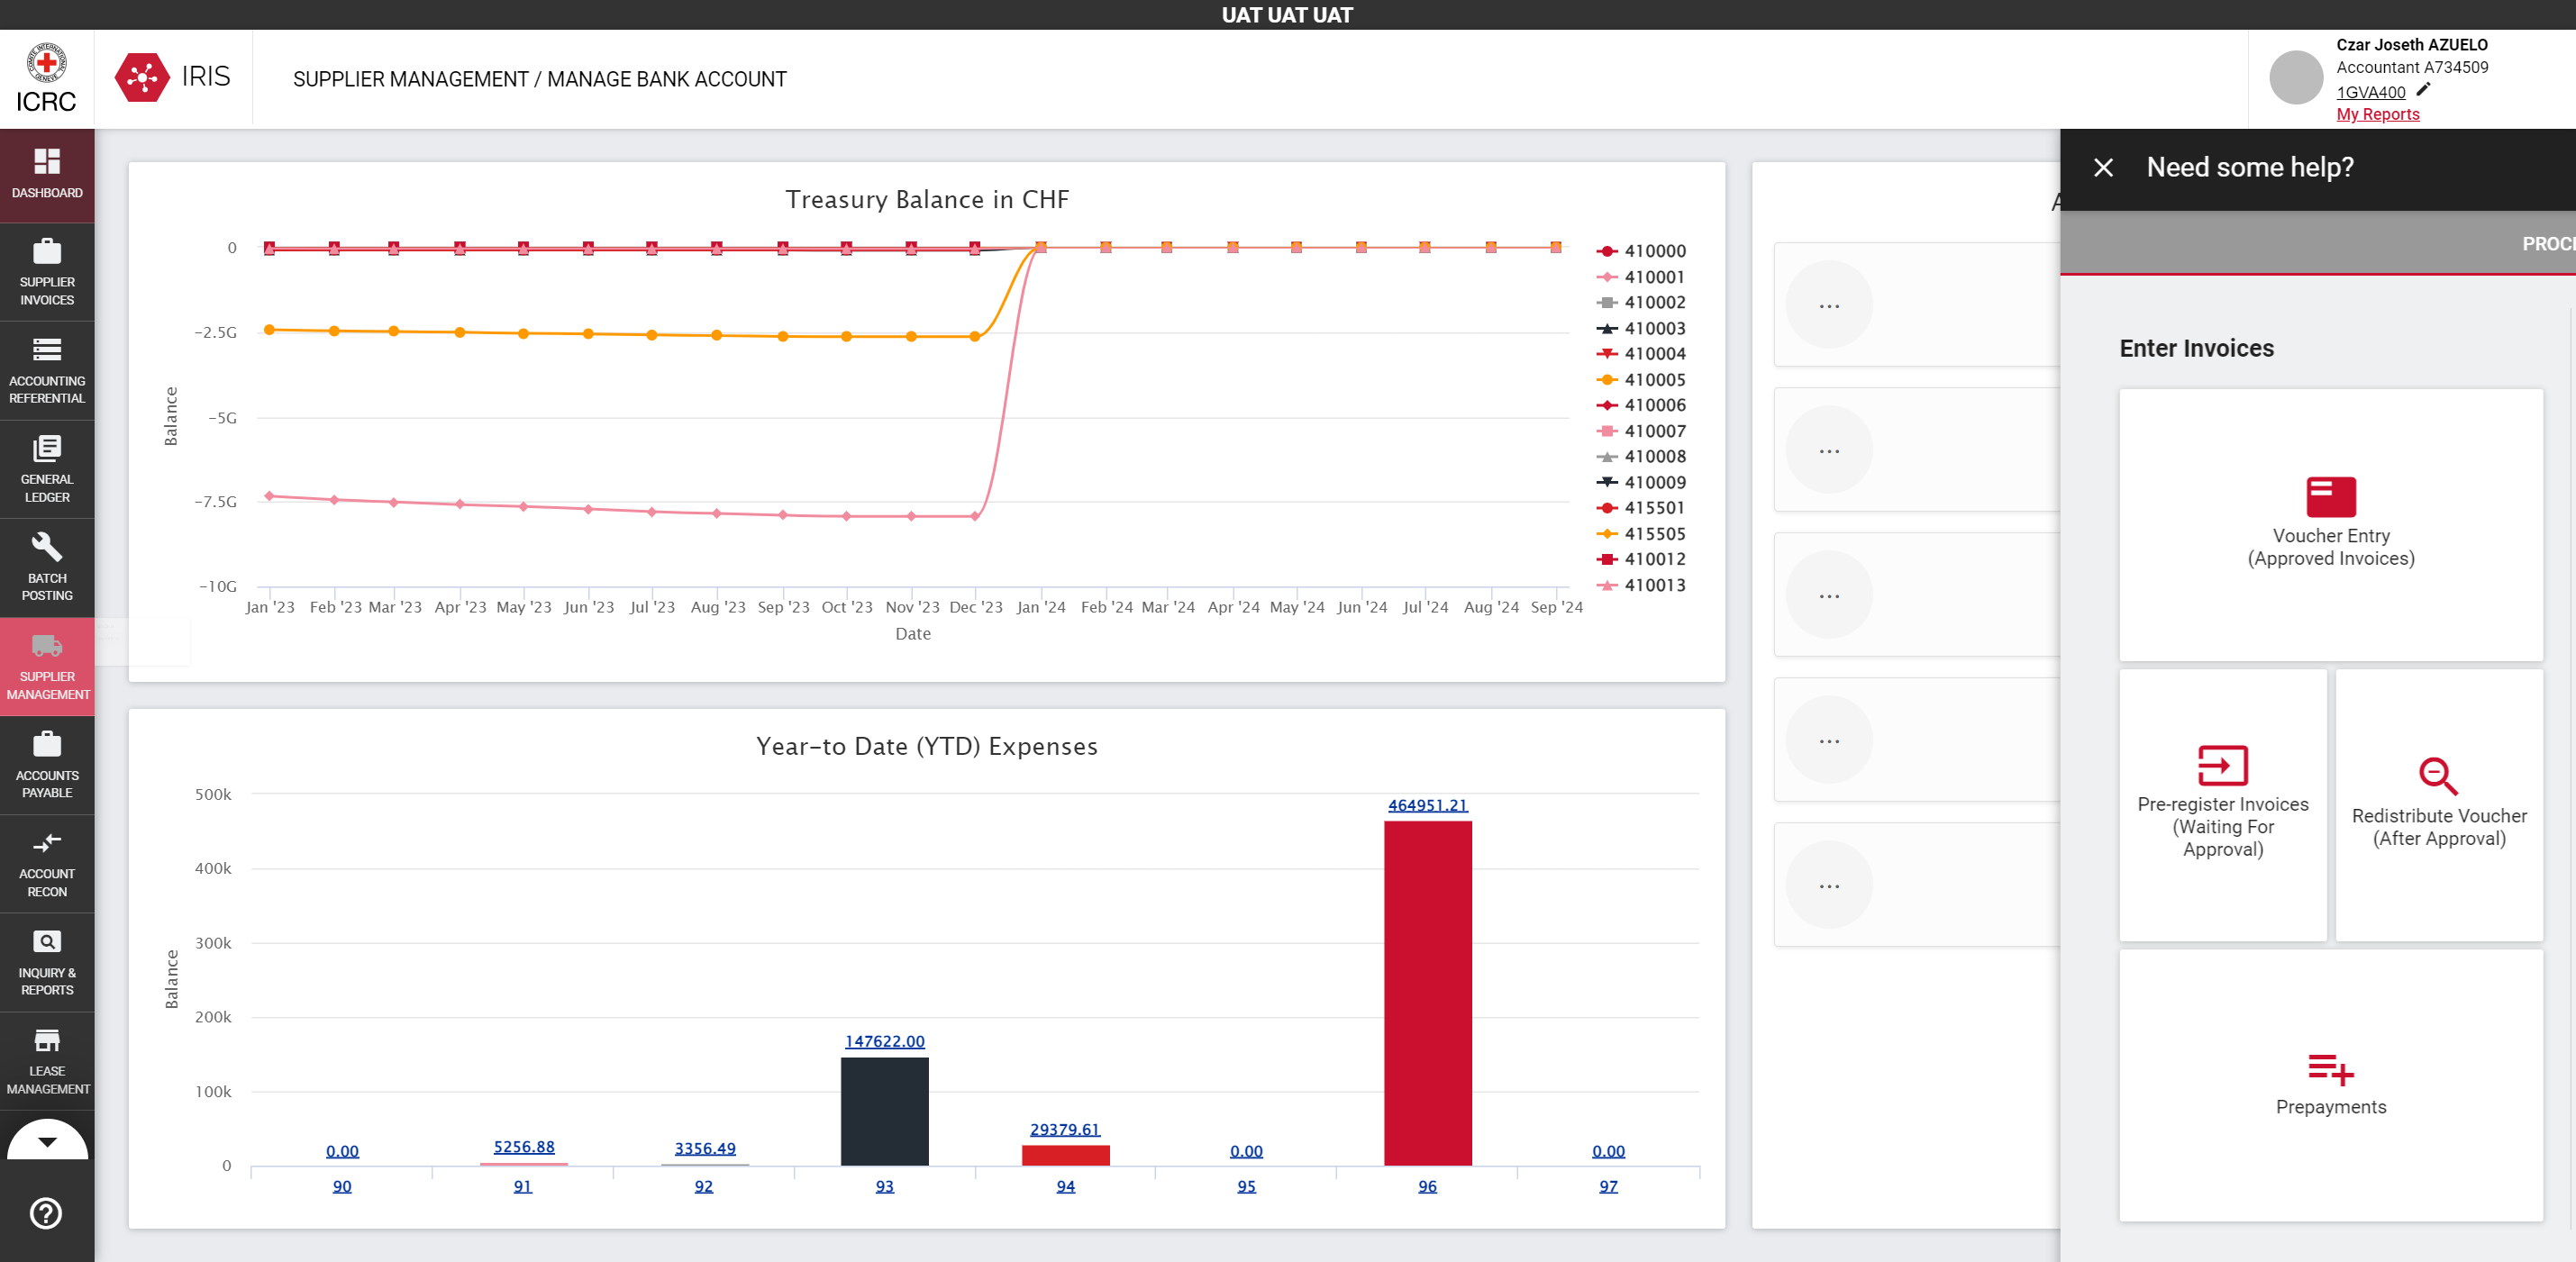 UAT UAT UAT
COMITE INTERNATIONAL GENEVE
ICRC
IRIS
SUPPLIER MANAGEMENT / MANAGE BANK ACCOUNT
Czar Joseth AZUELO
Accountant A734509
1GVA400
My Reports
DASHBOARD
SUPPLIER
INVOICES
ACCOUNTING
REFERENTIAL
GENERAL
LEDGER
BATCH
POSTING
SUPPLIER
MANAGEMENT
ACCOUNTS
PAYABLE
ACCOUNT
RECON
INQUIRY &
REPORTS
LEASE
MANAGEMENT
Treasury Balance in CHF
0
-2.5G
-5G
-7.5G
-10G
Balance
Jan '23 Feb '23 Mar '23 Apr '23 May '23 Jun '23 Jul '23 Aug '23 Sep '23 Oct '23 Nov '23 Dec '23 Jan '24 Feb '24 Mar '24 Apr '24 May '24 Jun '24 Jul '24 Aug '24 Sep '24
Date
410000
410001
410002
410003
410004
410005
410006
410007
410008
410009
415501
415505
410012
410013
Year-to Date (YTD) Expenses
500k
400k
300k
200k
100k
0
Balance
0.00 5256.88 3356.49 147622.00 29379.61 0.00 464951.21 0.00
90 91 92 93 94 95 96 97
...
...
...
...
...
Need some help?
Enter Invoices
Voucher Entry
(Approved Invoices)
Pre-register Invoices
(Waiting For
Approval)
Redistribute Voucher
(After Approval)
Prepayments